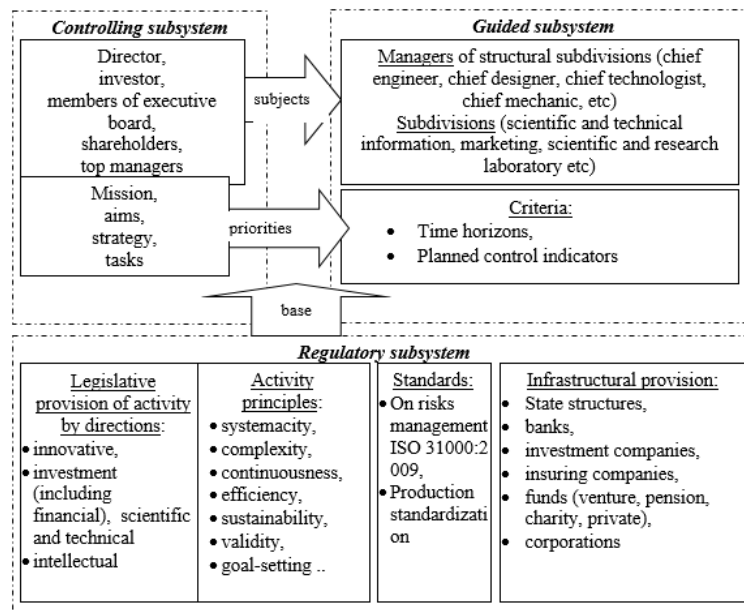 Controlling subsystem
Director,
investor,
members of executive
board,
shareholders,
top managers
Mission,
aims,
strategy,
tasks
subjects
priorities
Guided subsystem
Managers of structural subdivisions (chief
engineer, chief designer, chief technologist,
chief mechanic, etc)
Subdivisions (scientific and technical
information, marketing, scientific and research
laboratory etc)
Criteria:
• Time horizons,
• Planned control indicators
base
Regulatory subsystem
Legislative
provision of activity
by directions:
• innovative,
• investment
(including
financial), scientific
and technical
• intellectual
Activity
principles:
• systemacity,
• complexity,
• continuousness,
• efficiency,
• sustainability,
• validity,
• goal-setting ..
Standards:
• On risks
management
ISO 31000:2
009,
• Production
standardizati
on
Infrastructural provision:
• State structures,
• banks,
• investment companies,
• insuring companies,
• funds (venture, pension,
charity, private),
• corporations